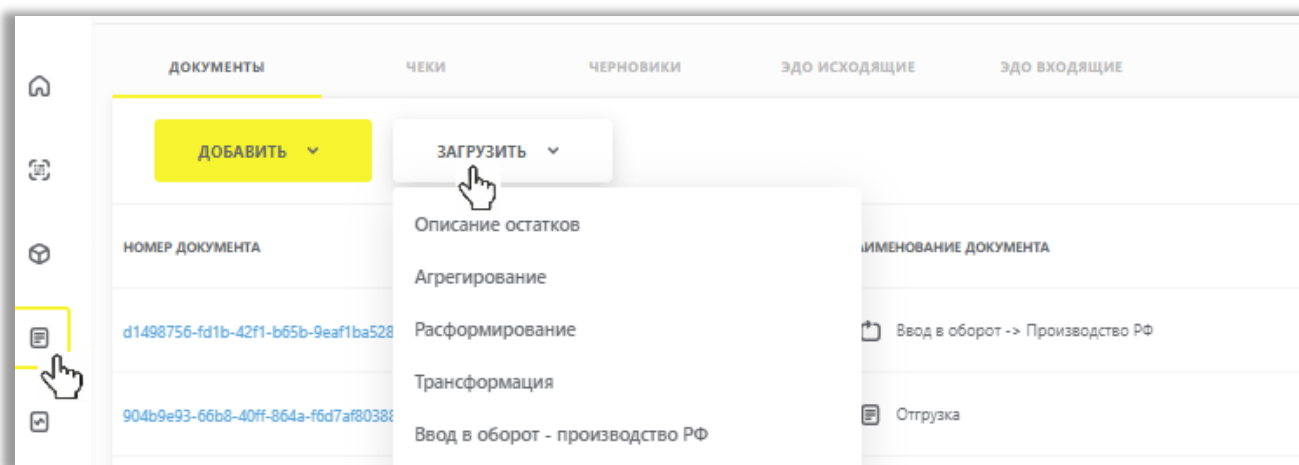 ДОКУМЕНТЫ ЧЕКИ ЧЕРНОВИКИ ЭДО ИСХОДЯЩИЕ ЭДО ВХОДЯЩИЕ
ДОБАВИТЬ ЗАГРУЗИТЬ
Описание остатков
НОМЕР ДОКУМЕНТА АИМЕНОВАНИЕ ДОКУМЕНТА
Агрегирование
d1498756-fd1b-42f1-b65b-9eaf1ba528 Расформирование Ввод в оборот -> Производство РФ
Трансформация
904b9e93-66b8-40ff-864a-f6d7af80388 Отгрузка
Ввод в оборот - производство РФ